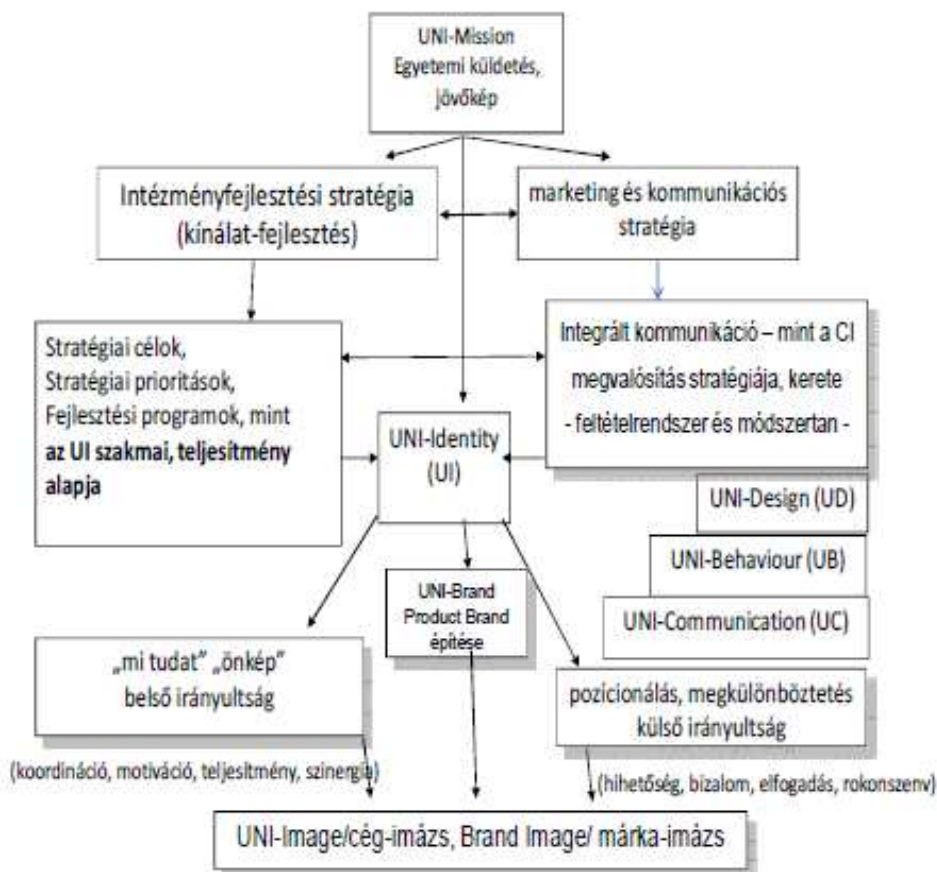 UNI-Mission
Egyetemi küldetés,
jövőkép
Intézményfejlesztési stratégia
(kínálat-fejlesztés)
marketing és kommunikációs
stratégia
Stratégiai célok,
Stratégiai prioritások,
Fejlesztési programok, mint
az UI szakmai, teljesítmény
alapja
Integrált kommunikáció – mint a CI
megvalósítás stratégiája, kerete
- feltételrendszer és módszertan -
UNI-Identity
(UI)
UNI-Design (UD)
UNI-Behaviour (UB)
UNI-Communication (UC)
UNI-Brand
Product Brand
építése
„mi tudat” „önkép”
belső irányultság
pozicionálás, megkülönböztetés
külső irányultság
(koordináció, motiváció, teljesítmény, szinergia)
(hihetőség, bizalom, elfogadás, rokonszenv)
UNI-Image/cég-imázs, Brand Image/ márka-imázs